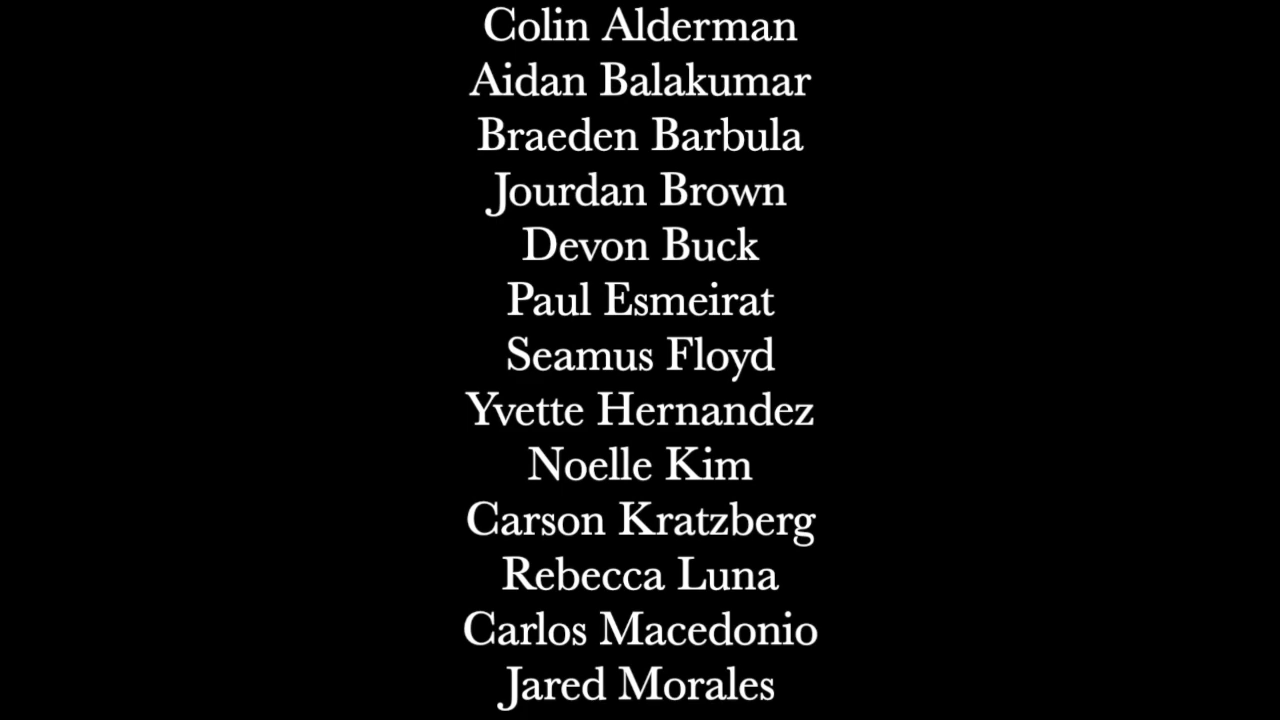 Colin Alderman
Aidan Balakumar
Braeden Barbula
Jourdan Brown
Devon Buck
Paul Esmeirat
Seamus Floyd
Yvette Hernandez
Noelle Kim
Carson Kratzberg
Rebecca Luna
Carlos Macedonio
Jared Morales